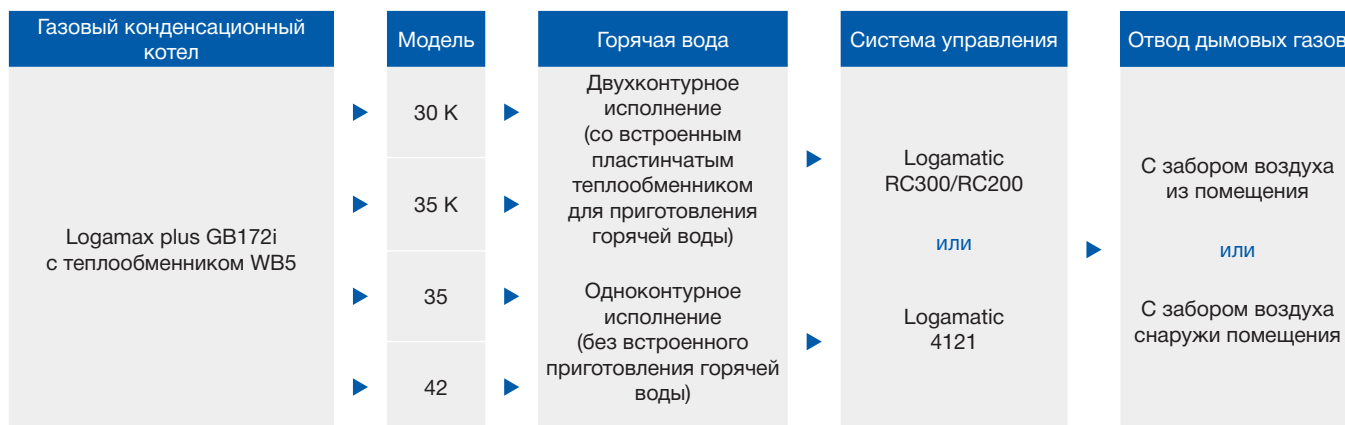 Газовый конденсационный
котел
Модель
Горячая вода
Система управления
Отвод дымовых газов
Logamax plus GB172i
с теплообменником WB5
30 К
35 К
35
42
Двухконтурное
исполнение
(со встроенным
пластинчатым
теплообменником
для приготовления
горячей воды)
Одноконтурное
исполнение
(без встроенного
приготовления горячей
воды)
Logamatic
RC300/RC200
или
Logamatic
4121
С забором воздуха
из помещения
или
С забором воздуха
снаружи помещения